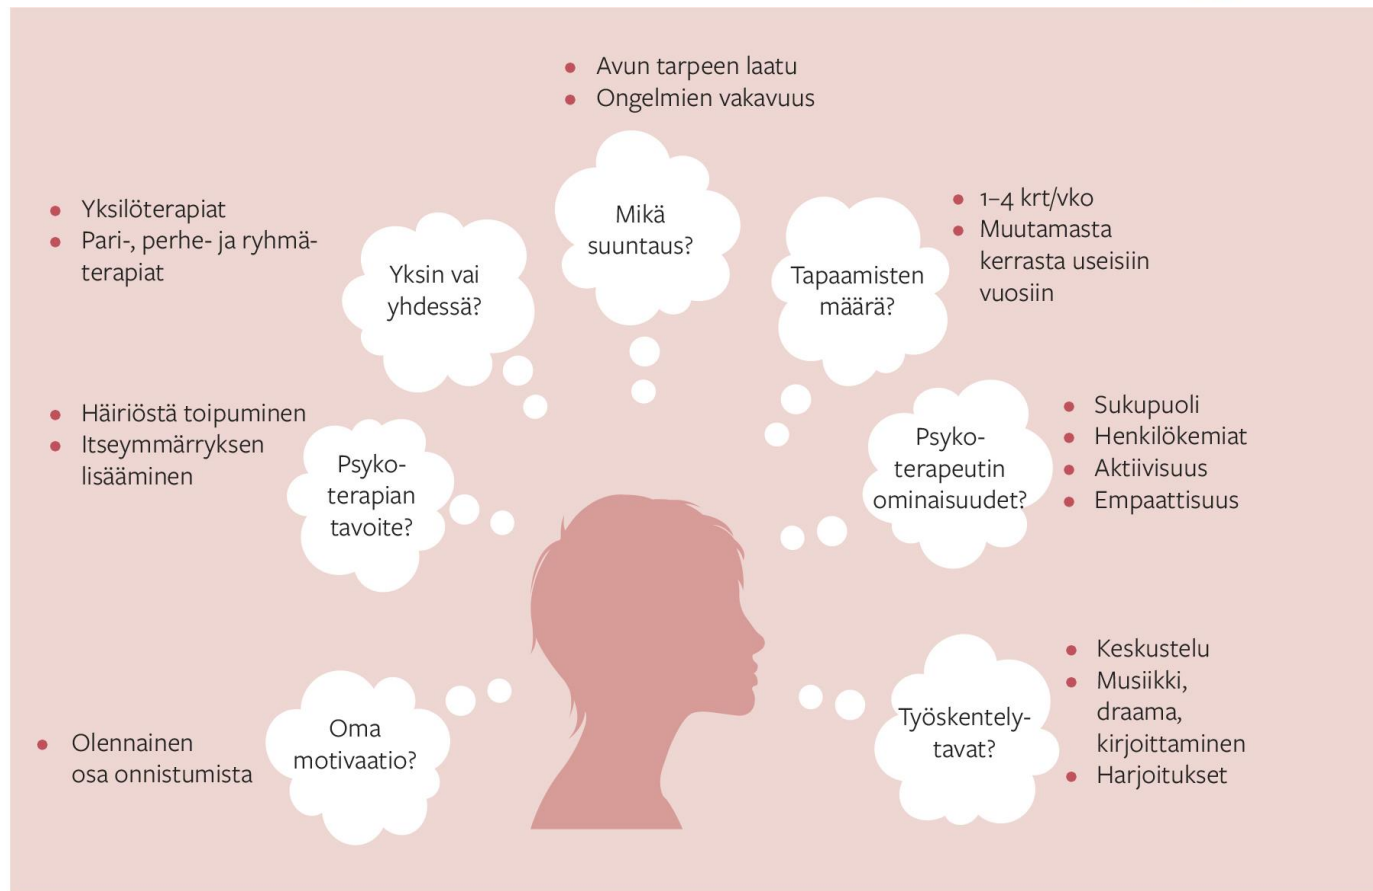 Avun tarpeen laatu
Ongelmien vakavuus
Mikä
suuntaus?
Yksilöterapiat
Pari-, perhe- ja ryhmä-
terapiat
Yksin vai
yhdessä?
1–4 krt/vko
Muutamasta
kerrasta useisiin
vuosiin
Tapaamisten
määrä?
Häiriöstä toipuminen
Itseymmärryksen
lisääminen
Psyko-
terapian
tavoite?
Sukupuoli
Henkilökemiat
Aktiivisuus
Empaattisuus
Psyko-
terapeutin
ominaisuudet?
Olennainen
osa onnistumista
Oma
motivaatio?
Keskustelu
Musiikki,
draama,
kirjoittaminen
Harjoitukset
Työskentely-
tavat?